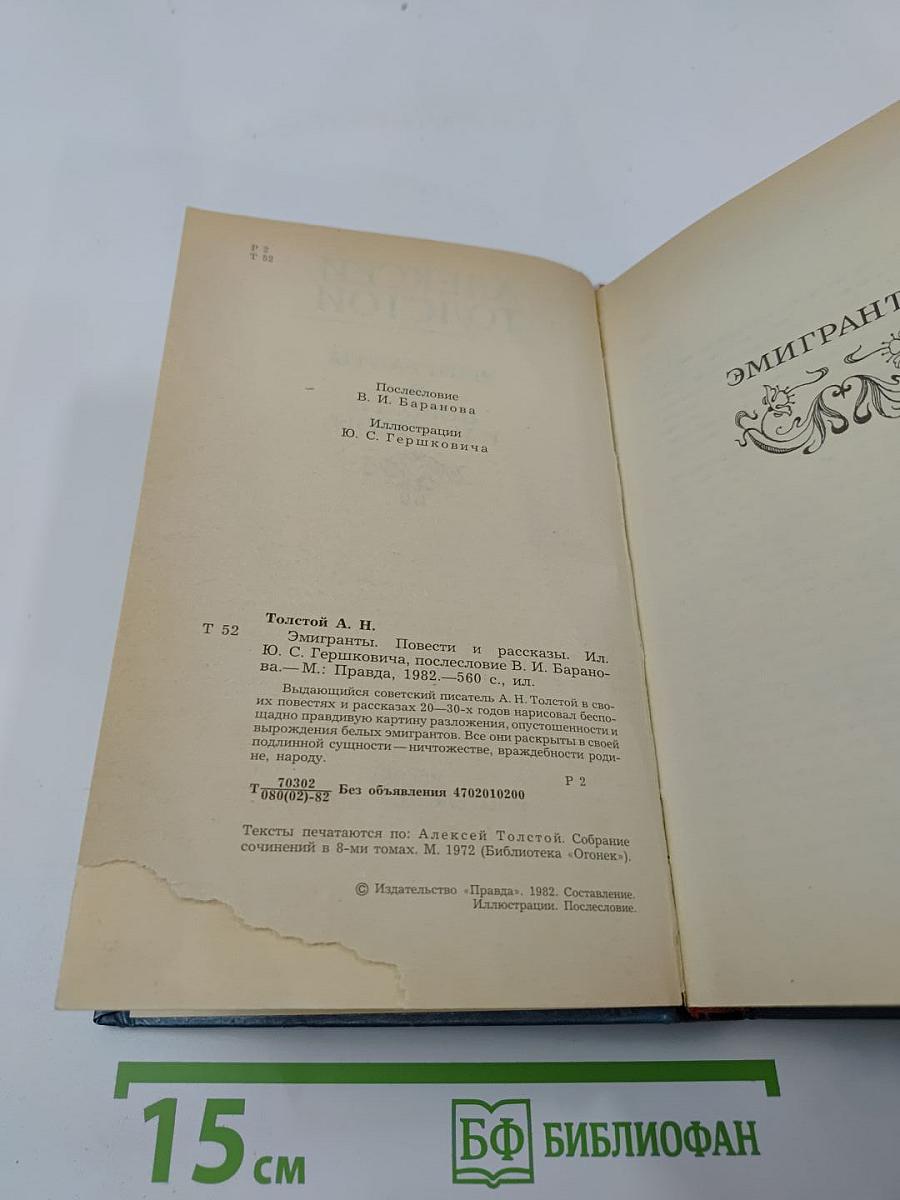 Р 2
Т 52
Послесловие
В. И. Баранова
Иллюстрации
Ю. С. Гершковича
Толстой А. Н.
Т 52
Эмигранты. Повести и рассказы. Ил.
Ю. С. Гершковича, послесловие В. И. Барано-
ва.— М.: Правда, 1982.—560 с., ил.
Выдающийся советский писатель А. Н. Толстой в сво-
их повестях и рассказах 20—30-х годов нарисовал беспо-
щадно правдивую картину разложения, опустошенности и
вырождения белых эмигрантов. Все они раскрыты в своей
подлинной сущности — ничтожестве, враждебности роди-
не, народу.
Т 70302
080(02)-82 Без объявления 4702010200
Р 2
Тексты печатаются по: Алексей Толстой. Собрание
сочинений в 8-ми томах. М. 1972 (Библиотека «Огонек»).
© Издательство «Правда». 1982. Составление.
Иллюстрации. Послесловие.
ЭМИГРАНТ
15 см
БФ БИБЛИОФАН